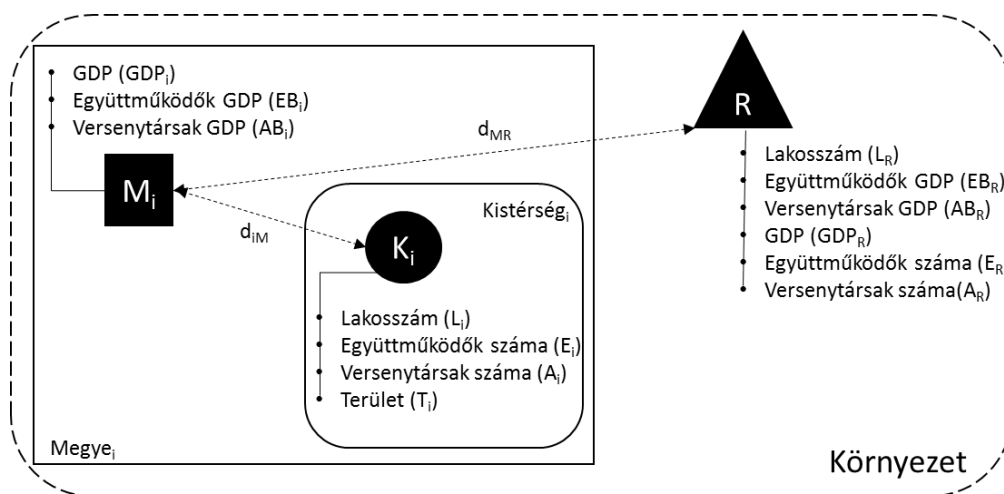 GDP (GDPᵢ)
Együttműködők GDP (EBᵢ)
Versenytársak GDP (ABᵢ)
Mᵢ
dMR
R
Lakosszám (LR)
Együttműködők GDP (EBR)
Versenytársak GDP (ABR)
GDP (GDPR)
Együttműködők száma (ER
Versenytársak száma(AR)
diM
Kistérségᵢ
Kᵢ
Lakosszám (Lᵢ)
Együttműködők száma (Eᵢ)
Versenytársak száma (Aᵢ)
Terület (Tᵢ)
Megyeᵢ
Környezet